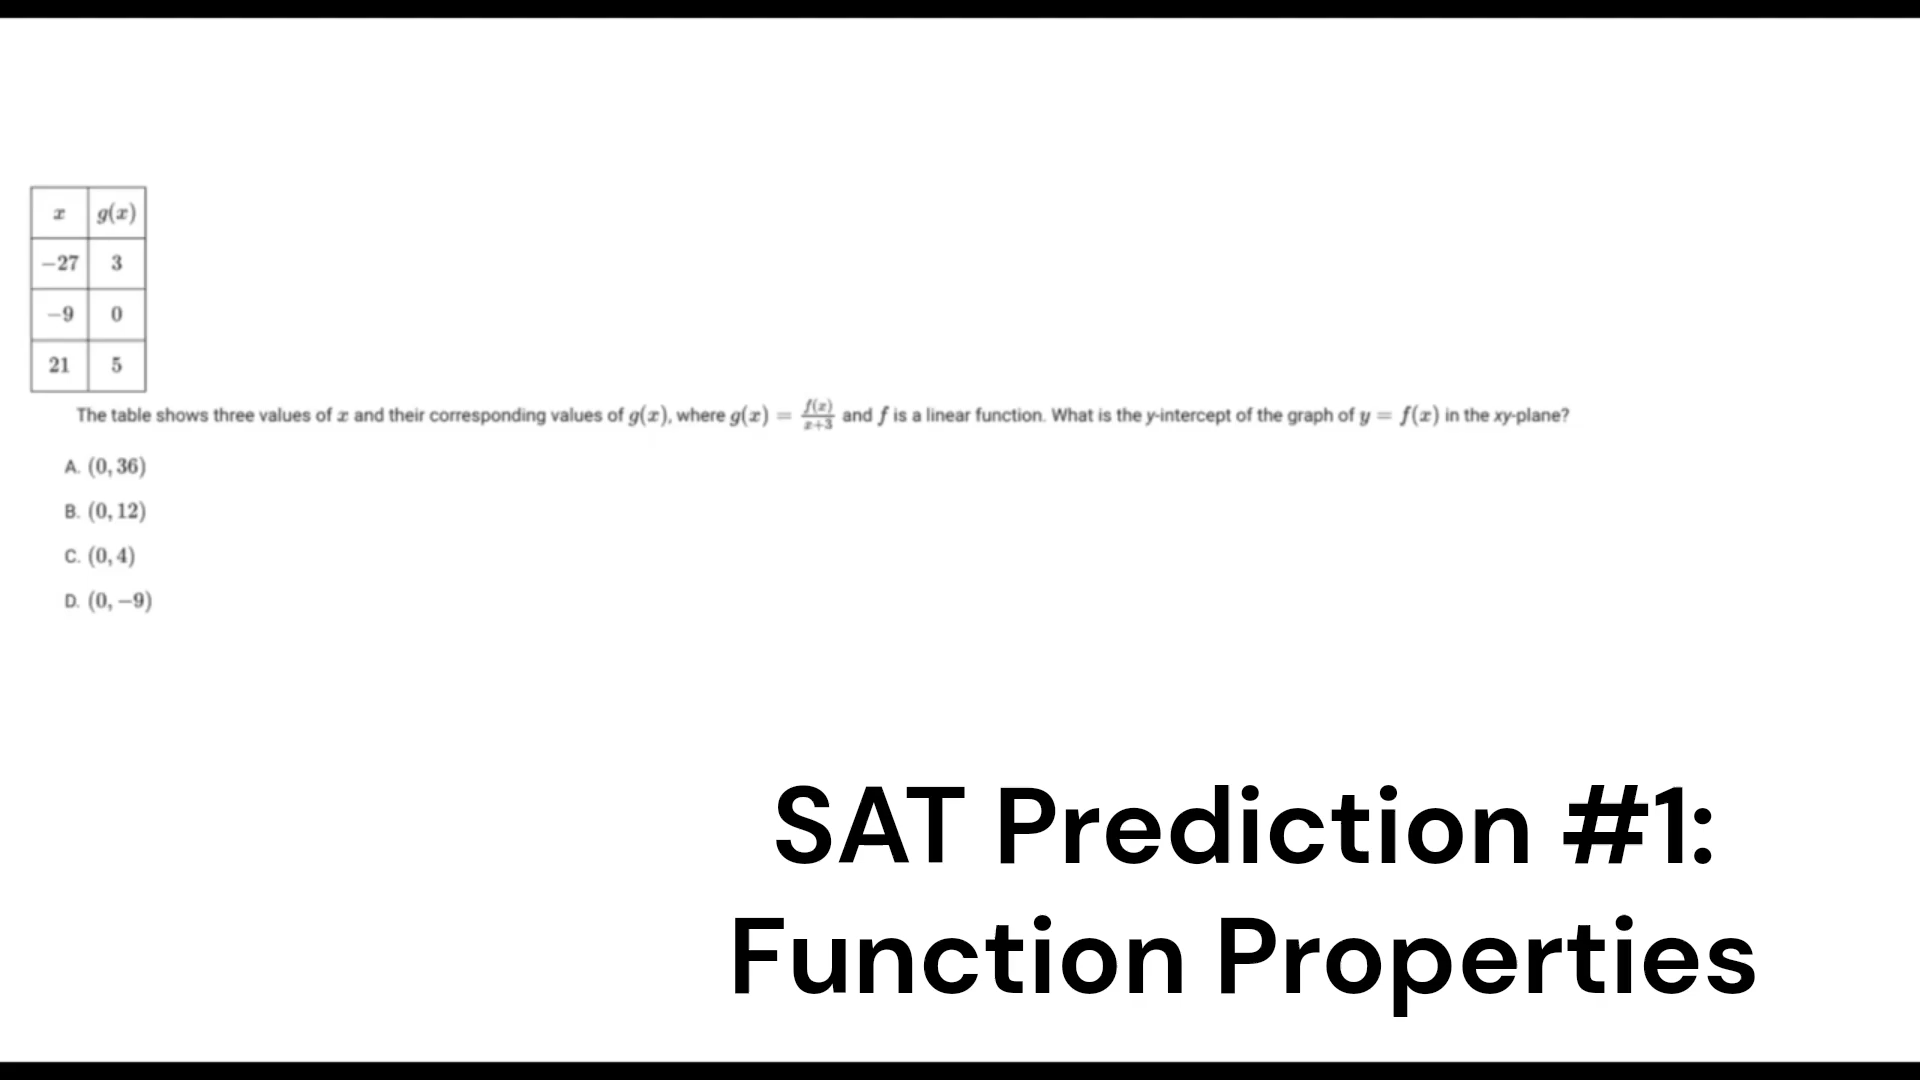 x g(x)
−27 3
−9 0
21 5
The table shows three values of x and their corresponding values of g(x), where g(x) = f(x)/x+3 and f is a linear function. What is the y-intercept of the graph of y = f(x) in the xy-plane?
A. (0, 36)
B. (0, 12)
C. (0, 4)
D. (0, −9)
SAT Prediction #1:
Function Properties